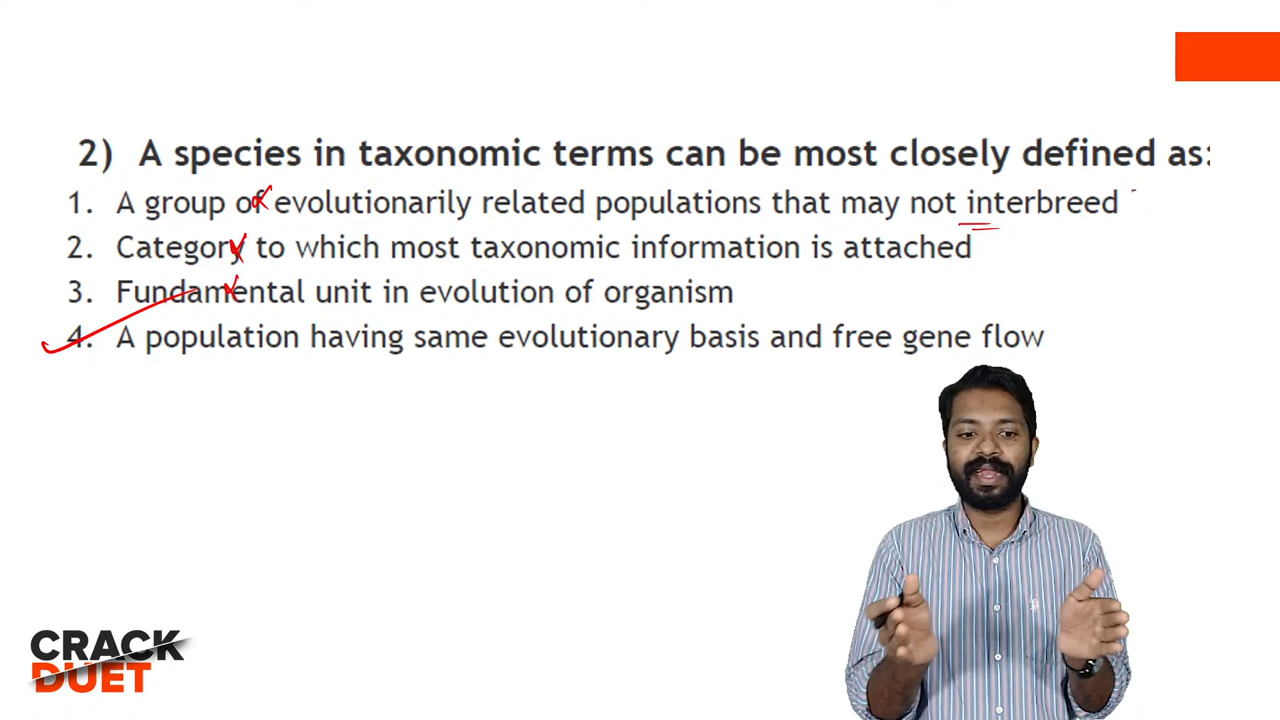 2) A species in taxonomic terms can be most closely defined as:
1. A group of evolutionarily related populations that may not interbreed
2. Category to which most taxonomic information is attached
3. Fundamental unit in evolution of organism
4. A population having same evolutionary basis and free gene flow
CRACK
DUET